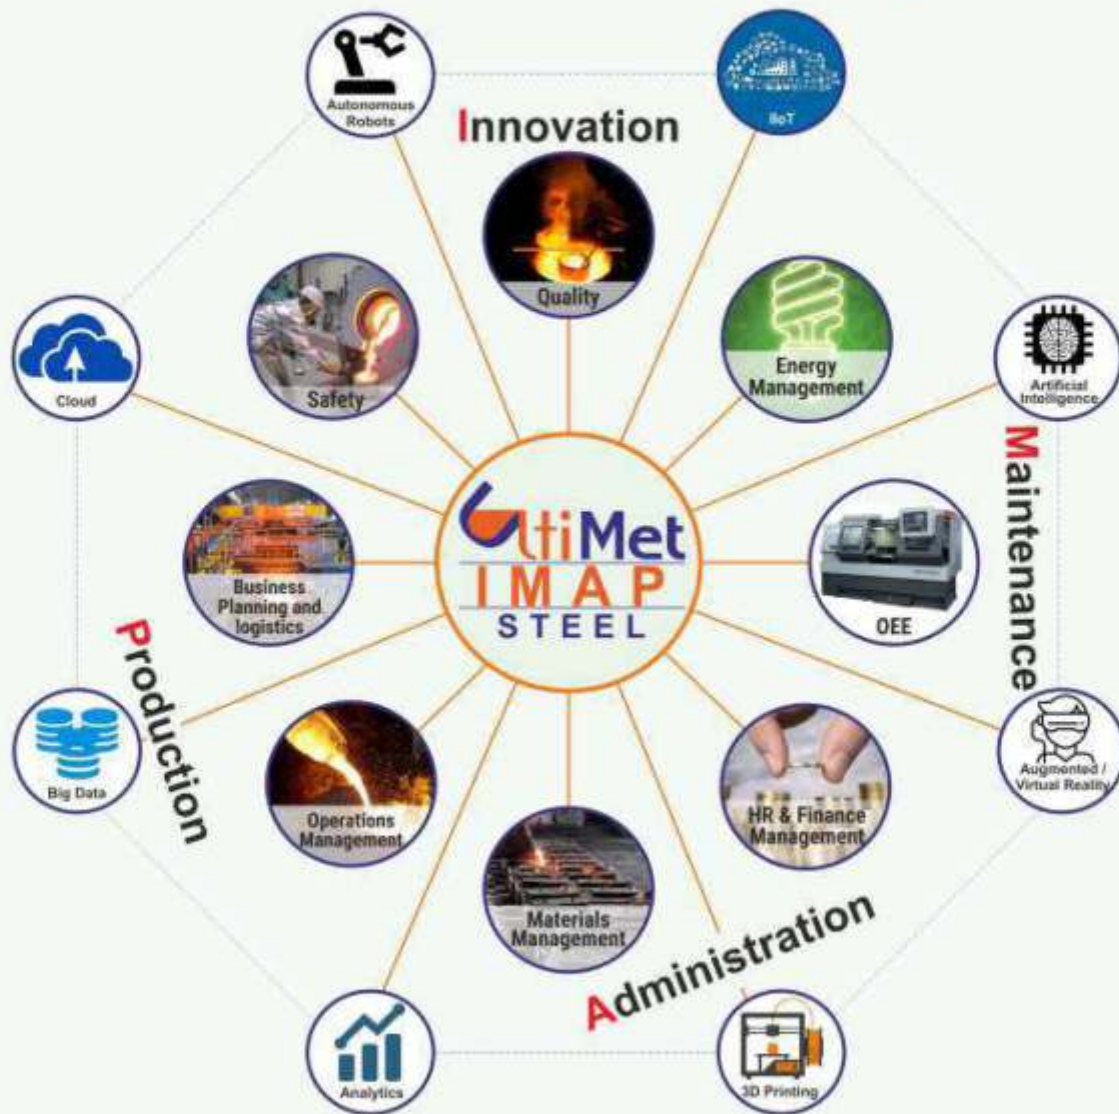 Autonomous
Robots
IIoT
Innovation
Quality
Safety
Energy
Management
Cloud
Artificial
Intelligence
Maintenance
UltiMet
IMAP
STEEL
Business
Planning and
logistics
OEE
Production
Big Data
Augmented /
Virtual Reality
Operations
Management
HR & Finance
Management
Materials
Management
Administration
Analytics
3D Printing